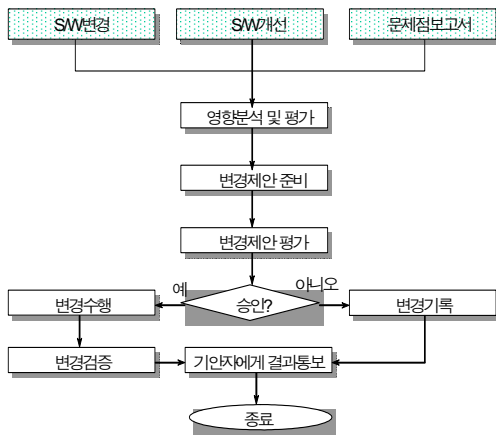 S/W변경
S/W개선
문제점보고서
영향분석 및 평가
변경제안 준비
변경제안 평가
예
승인?
아니오
변경수행
변경기록
변경검증
기안자에게 결과통보
종료